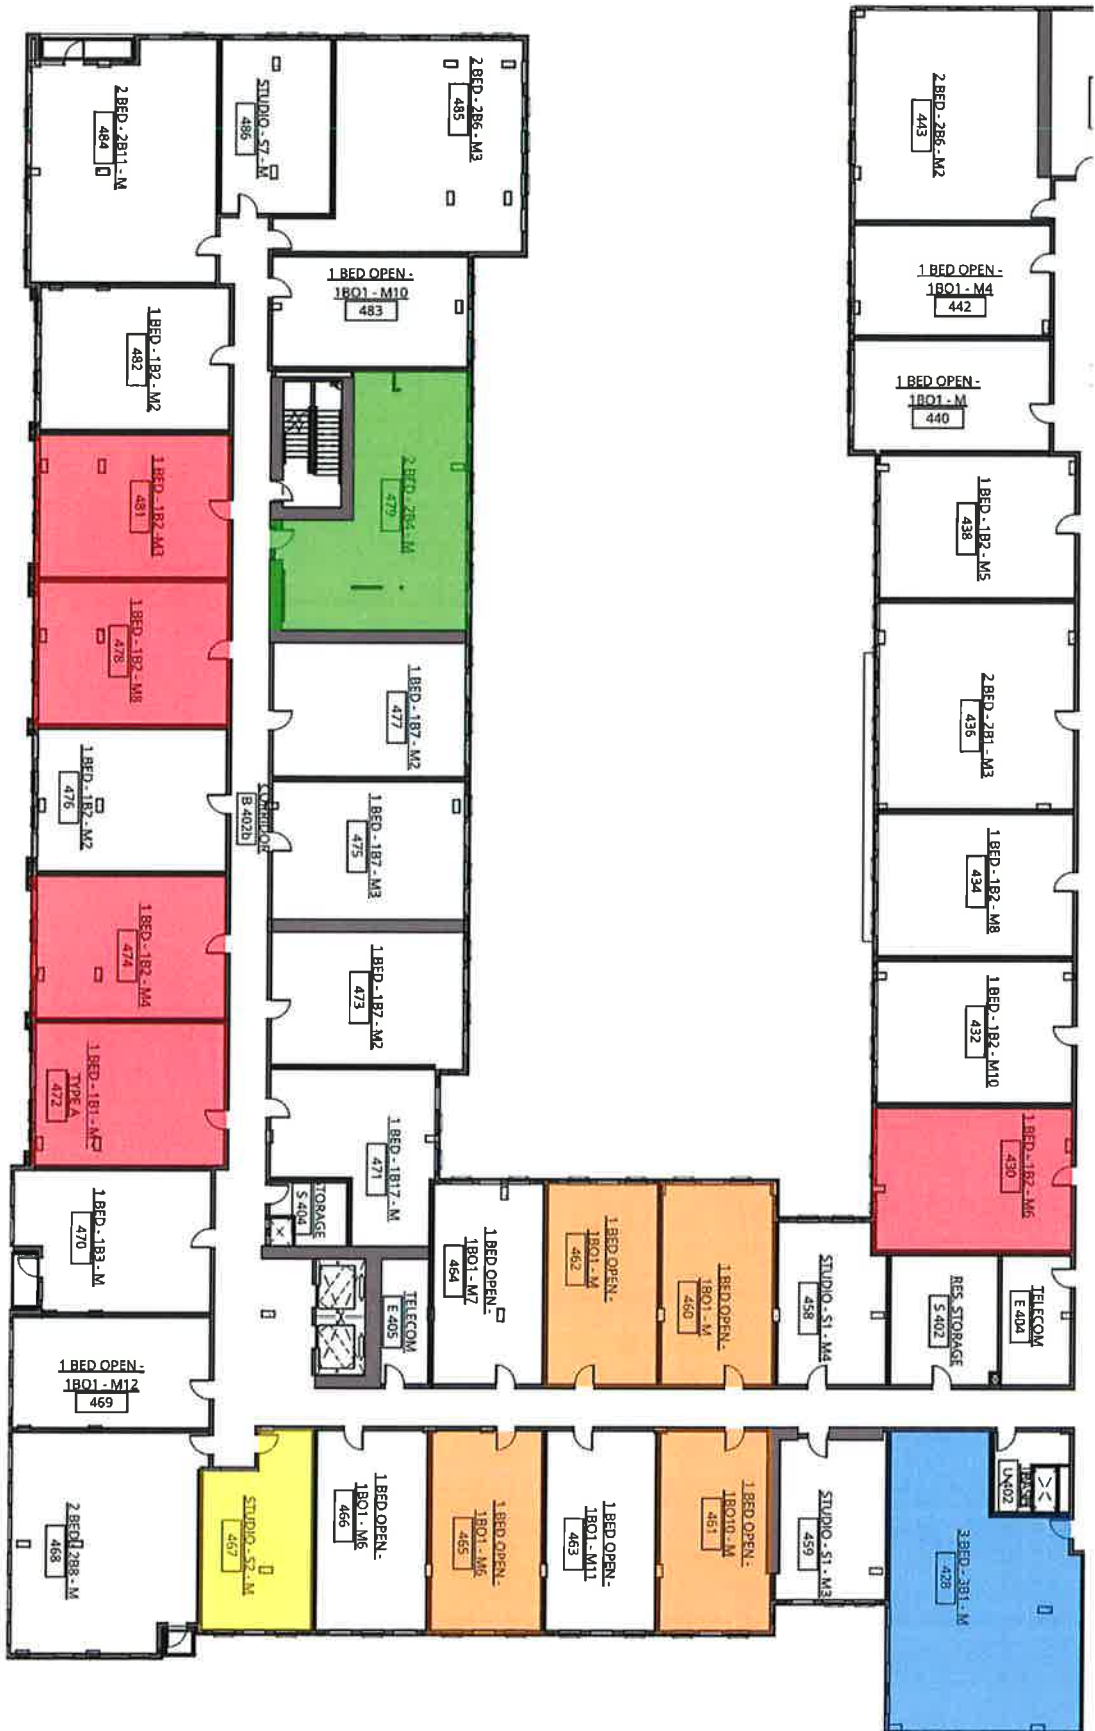 2 BED - 2B11 - M
484
STUDIO - S7 - M
486
2 BED - 2B6 - M3
485
2 BED - 2B6 - M2
443
1 BED OPEN -
1BO1 - M10
483
1 BED OPEN -
1BO1 - M4
442
1 BED - 1B2 - M2
482
1 BED OPEN -
1BO1 - M
440
1 BED - 1B2 - M3
481
2 BED - 2B4 - M
479
1 BED - 1B2 - M5
438
1 BED - 1B2 - M8
478
1 BED - 1B7 - M2
477
2 BED - 2B1 - M3
436
1 BED - 1B2 - M2
476
CORRIDOR
B 402b
1 BED - 1B7 - M3
475
1 BED - 1B2 - M8
434
1 BED - 1B2 - M4
474
1 BED - 1B7 - M2
473
1 BED - 1B2 - M10
432
1 BED - 1B1 - M
TYPE A
472
1 BED - 1B17 - M
471
1 BED - 1B2 - M6
430
1 BED - 1B3 - M
470
STORAGE
S 404
1 BED OPEN -
1BO1 - M7
464
1 BED OPEN -
1BO1 - M
462
1 BED OPEN -
1BO1 - M
460
STUDIO - S1 - M4
458
RES. STORAGE
S 402
TELECOM
E 404
TELECOM
E 405
1 BED OPEN -
1BO1 - M12
469
2 BED - 2B8 - M
468
STUDIO - S2 - M
467
1 BED OPEN -
1BO1 - M6
466
1 BED OPEN -
1BO1 - M6
465
1 BED OPEN -
1BO1 - M11
463
1 BED OPEN -
1BO10 - M
461
STUDIO - S1 - M3
459
3 BED - 3B1 - M
428
TRASH
U 402